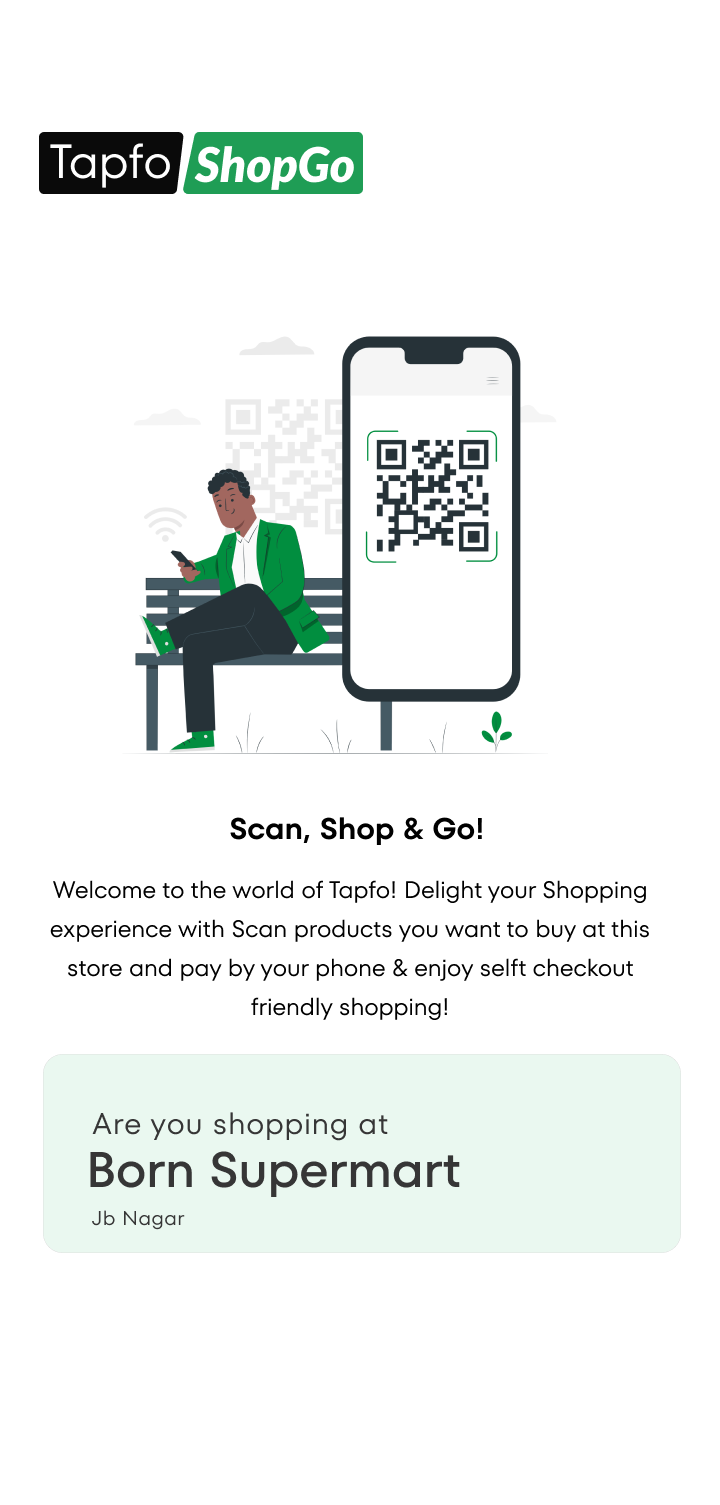 Tapfo ShopGo
Scan, Shop & Go!
Welcome to the world of Tapfo! Delight your Shopping
experience with Scan products you want to buy at this
store and pay by your phone & enjoy selft checkout
friendly shopping!
Are you shopping at
Born Supermart
Jb Nagar